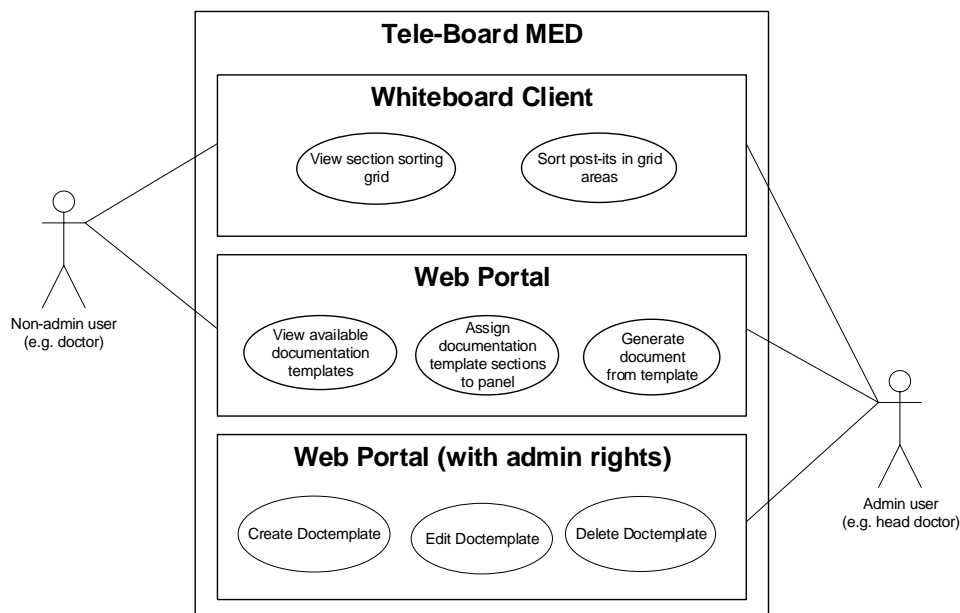 Tele-Board MED
Whiteboard Client
View section sorting
grid
Sort post-its in grid
areas
Non-admin user
(e.g. doctor)
Web Portal
View available
documentation
templates
Assign
documentation
template sections
to panel
Generate
document
from template
Web Portal (with admin rights)
Create Doctemplate
Edit Doctemplate
Delete Doctemplate
Admin user
(e.g. head doctor)